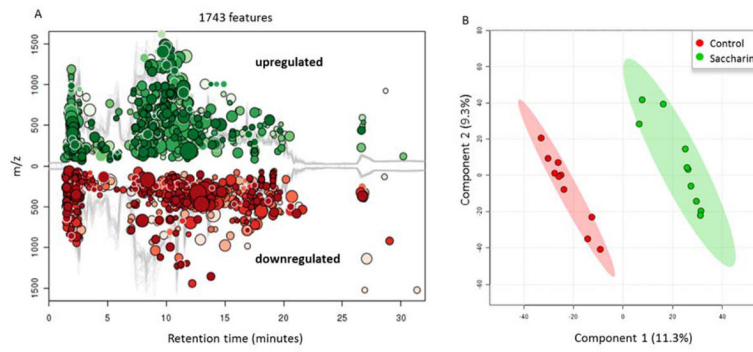 A
1743 features
upregulated
downregulated
1500
1000
500
0
500
1000
1500
m/z
0
5
10
15
20
25
30
Retention time (minutes)
B
Control
Saccharin
Component 2 (9.3%)
60
40
20
0
-20
-40
-60
-40
-20
0
20
40
Component 1 (11.3%)